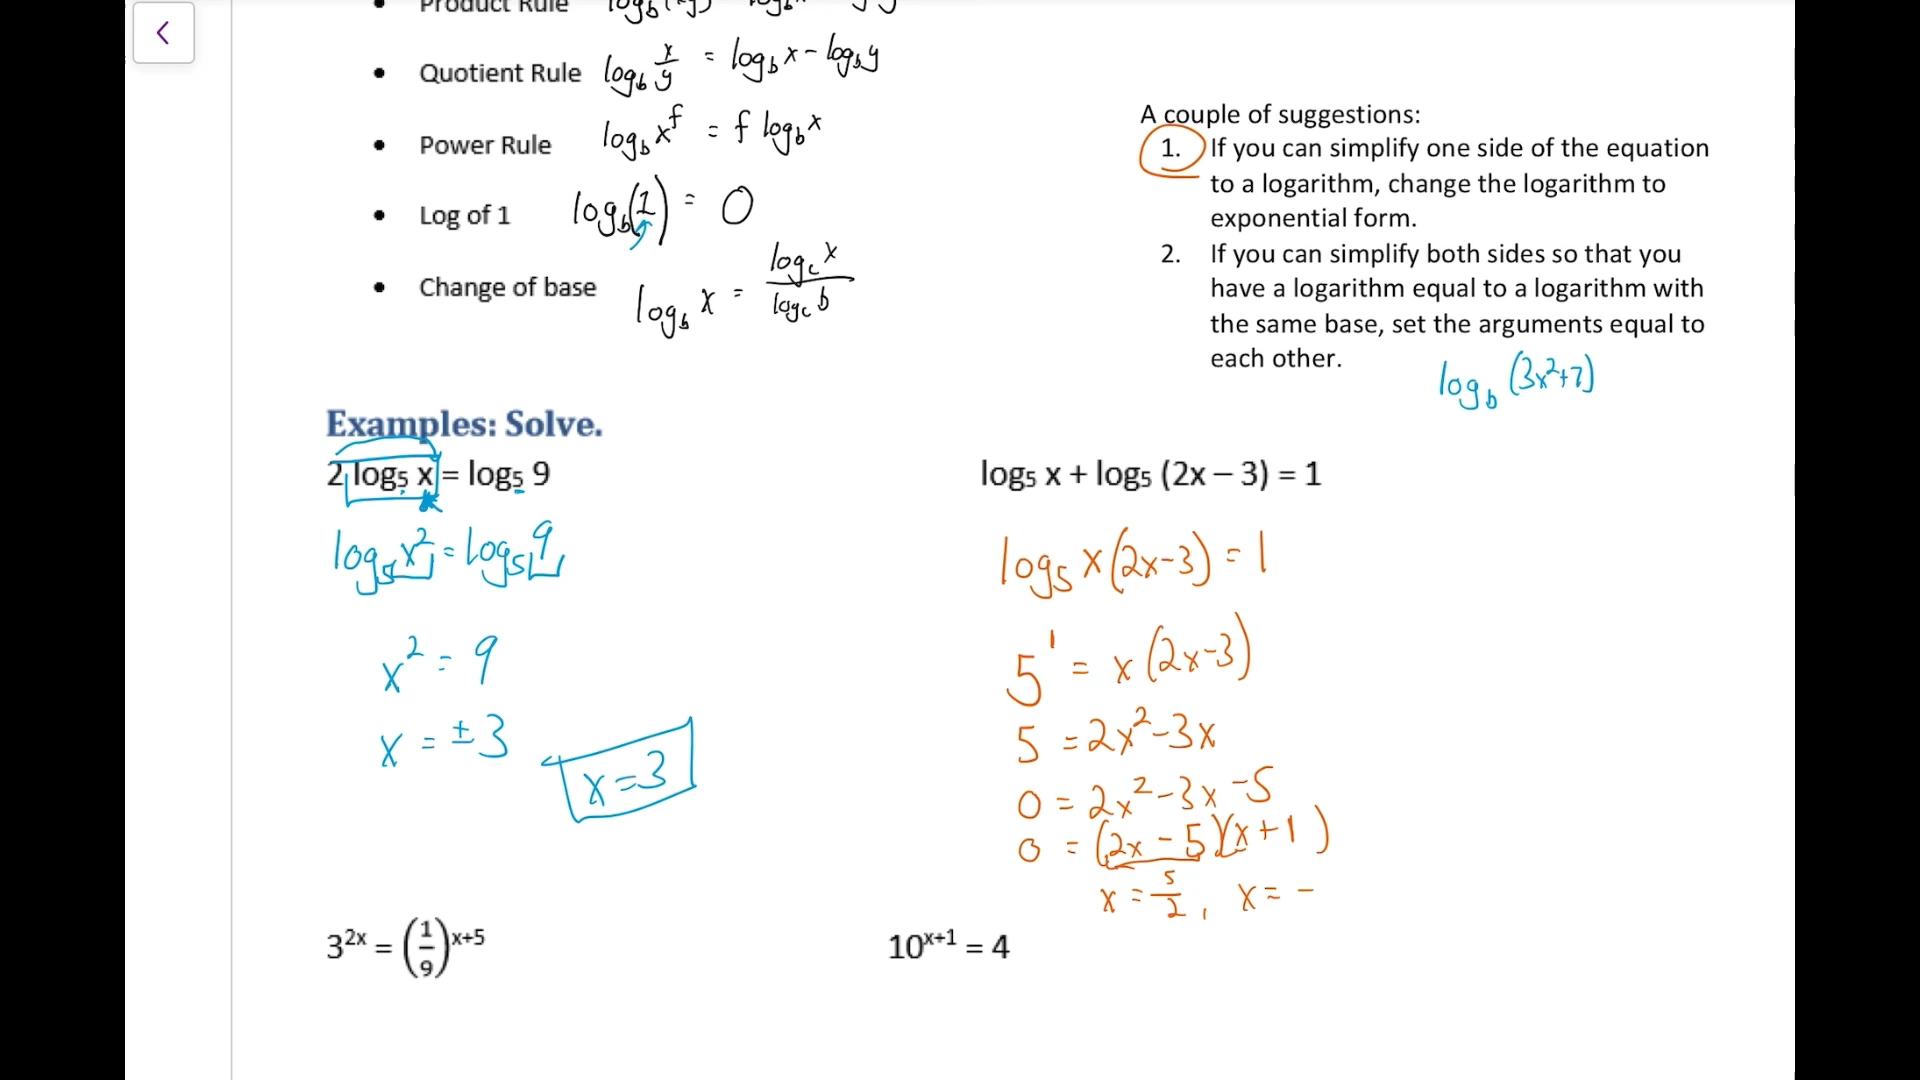 Product Rule
Quotient Rule log_b x/y = log_b x - log_b y
Power Rule log_b x^f = f log_b x
Log of 1 log_b(1) = 0
Change of base log_b x = log_c x / log_c b
A couple of suggestions:
1. If you can simplify one side of the equation
to a logarithm, change the logarithm to
exponential form.
2. If you can simplify both sides so that you
have a logarithm equal to a logarithm with
the same base, set the arguments equal to
each other.
log_b (3x²+7)
Examples: Solve.
2 log₅ x = log₅ 9
log₅ x² = log₅ 9
x² = 9
x = ±3
x = 3
log₅ x + log₅ (2x – 3) = 1
log₅ x(2x-3) = 1
5¹ = x(2x-3)
5 = 2x²-3x
0 = 2x²-3x-5
0 = (2x-5)(x+1)
x = 5/2, x = -
3^2x = (1/9)^x+5
10^x+1 = 4